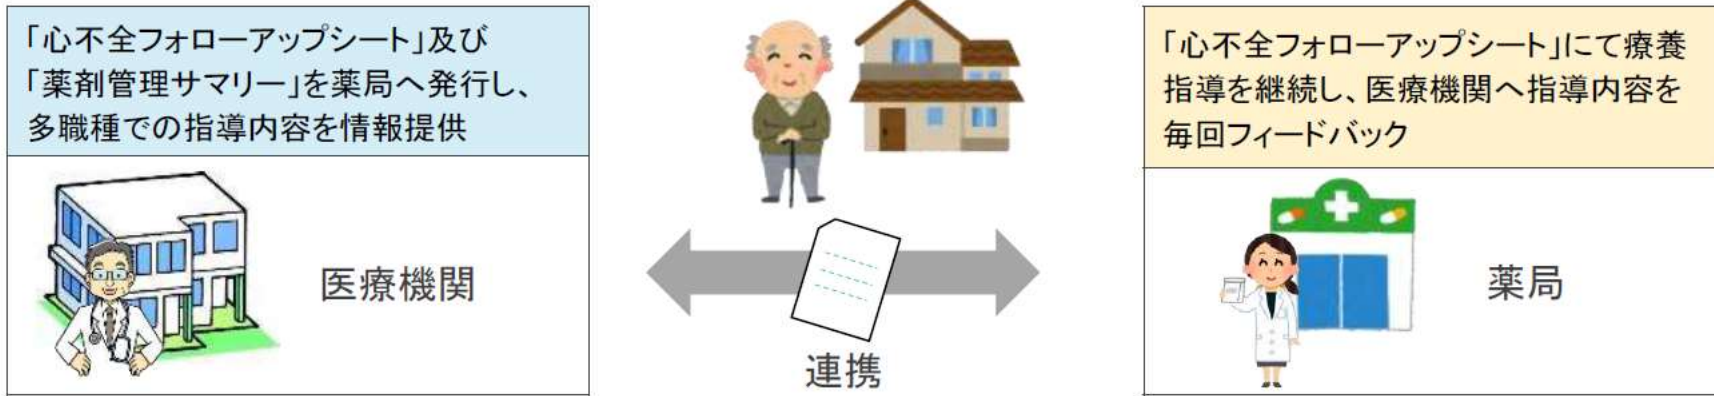 「心不全フォローアップシート」及び
「薬剤管理サマリー」を薬局へ発行し、
多職種での指導内容を情報提供
医療機関
連携
「心不全フォローアップシート」にて療養
指導を継続し、医療機関へ指導内容を
毎回フィードバック
薬局